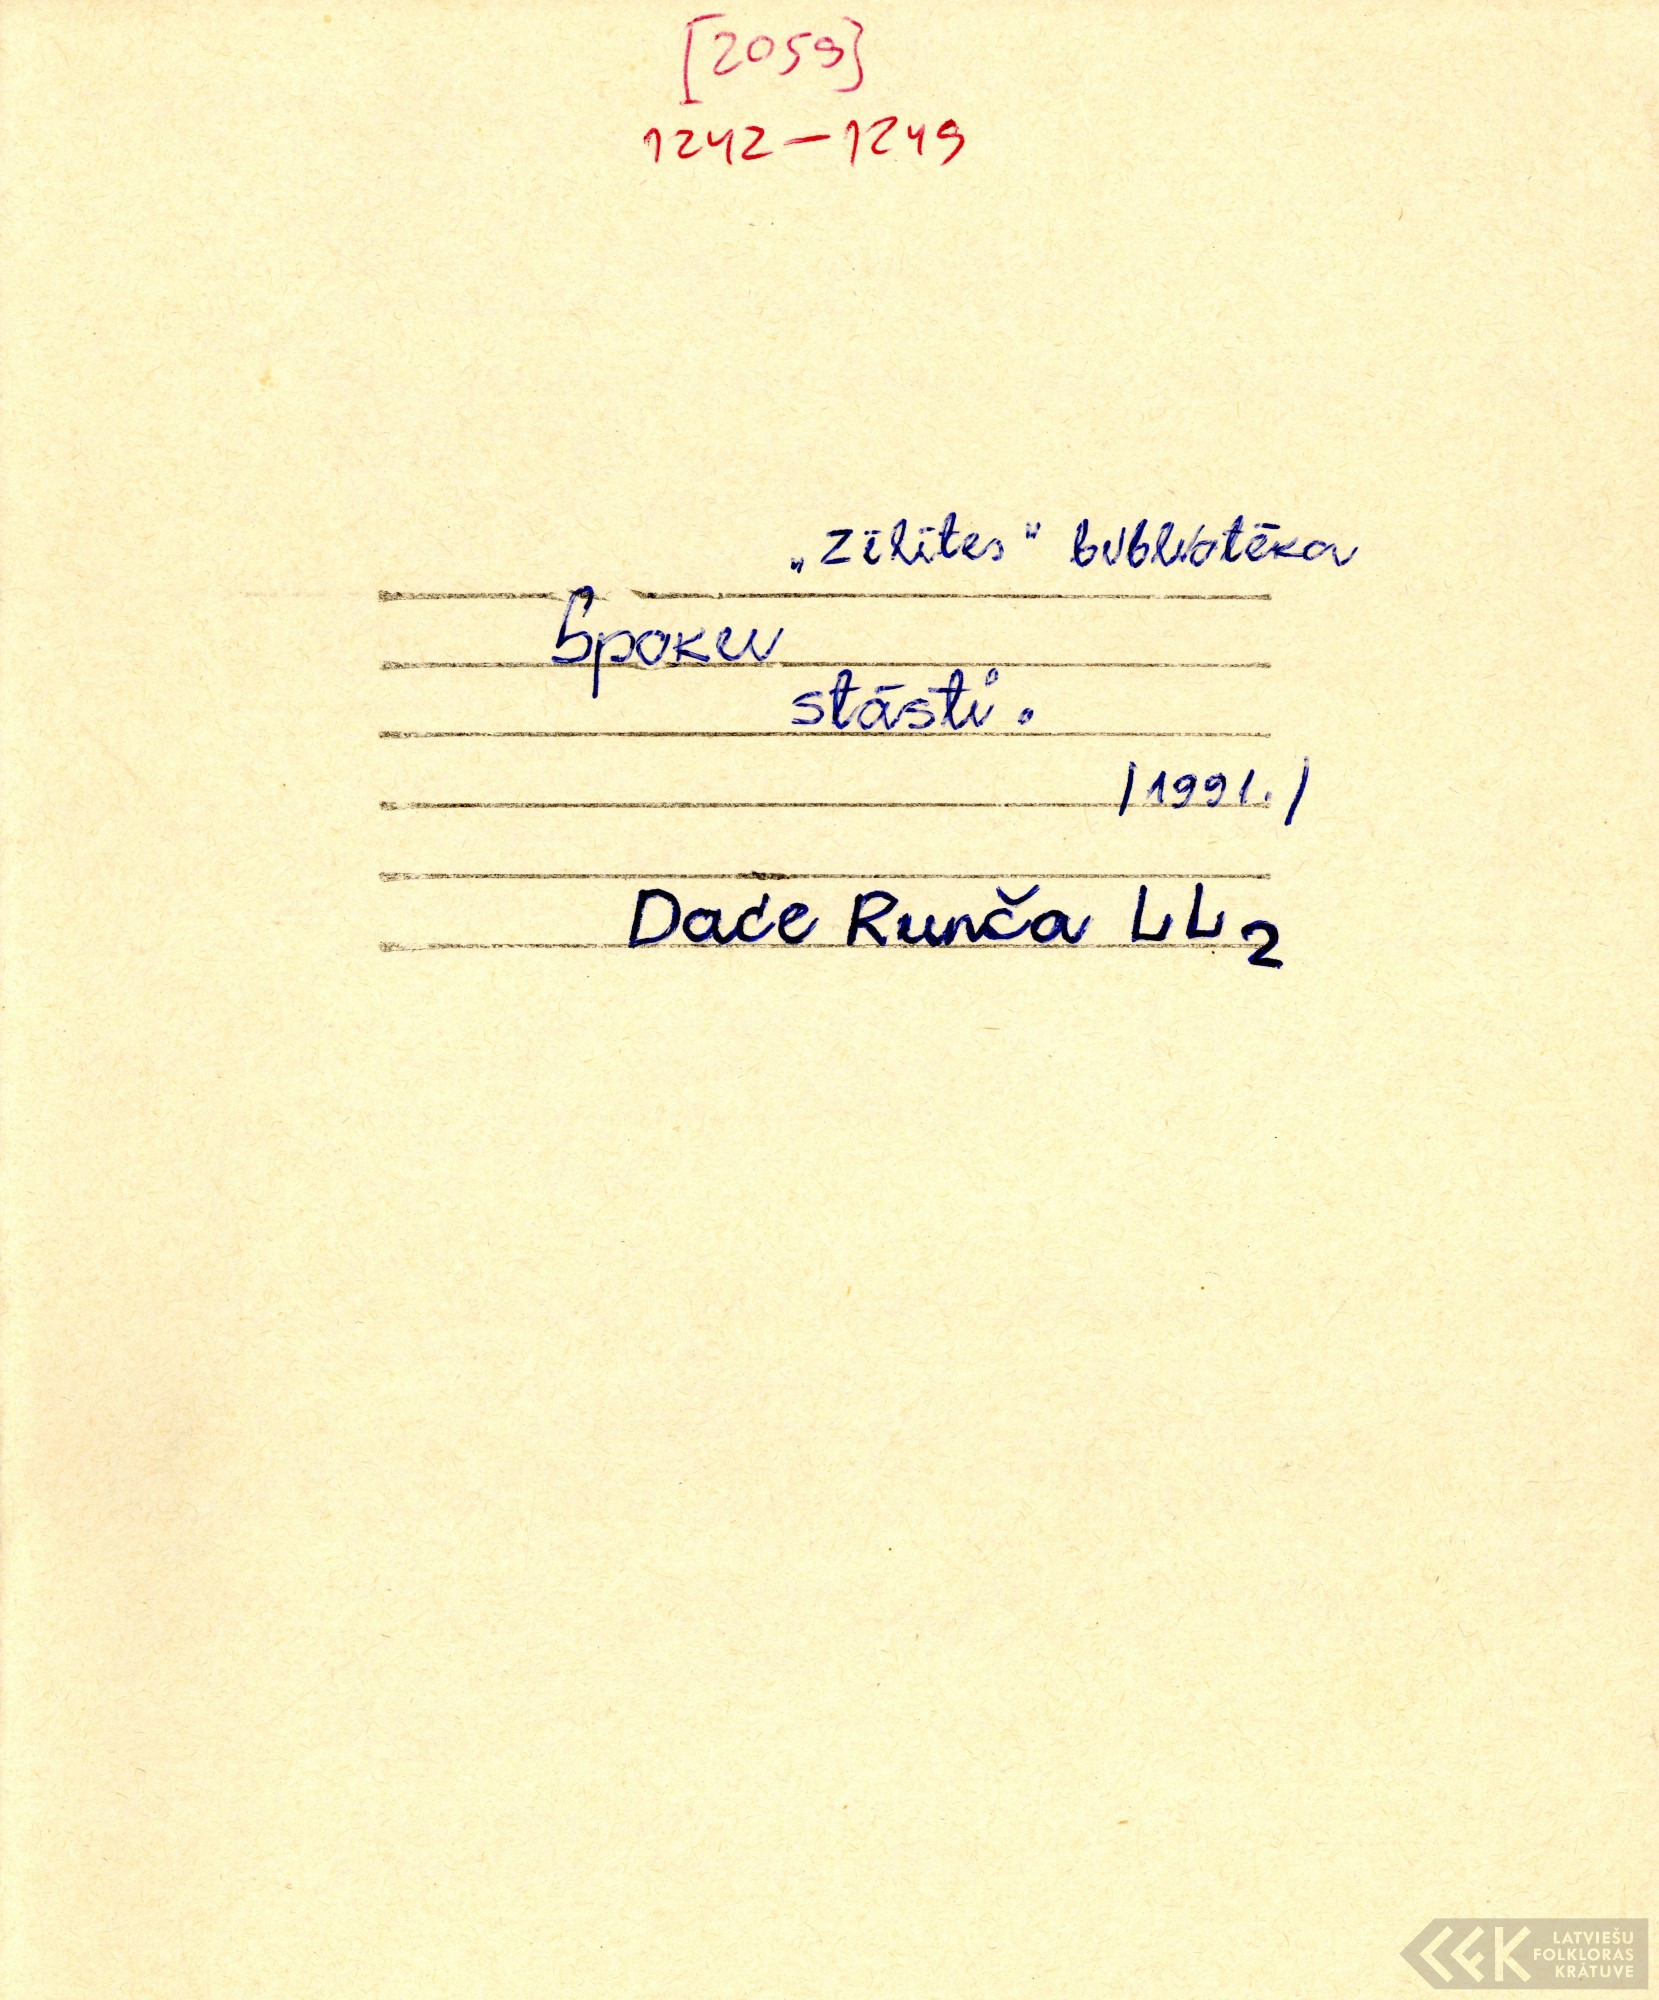 [2059]
1242-1249
„Zīlītes" bibliotēka
Spoku
stāsti.
/1991./
Dace Runča LL2
LATVIEŠU
FOLKLORAS
KRĀTUVE